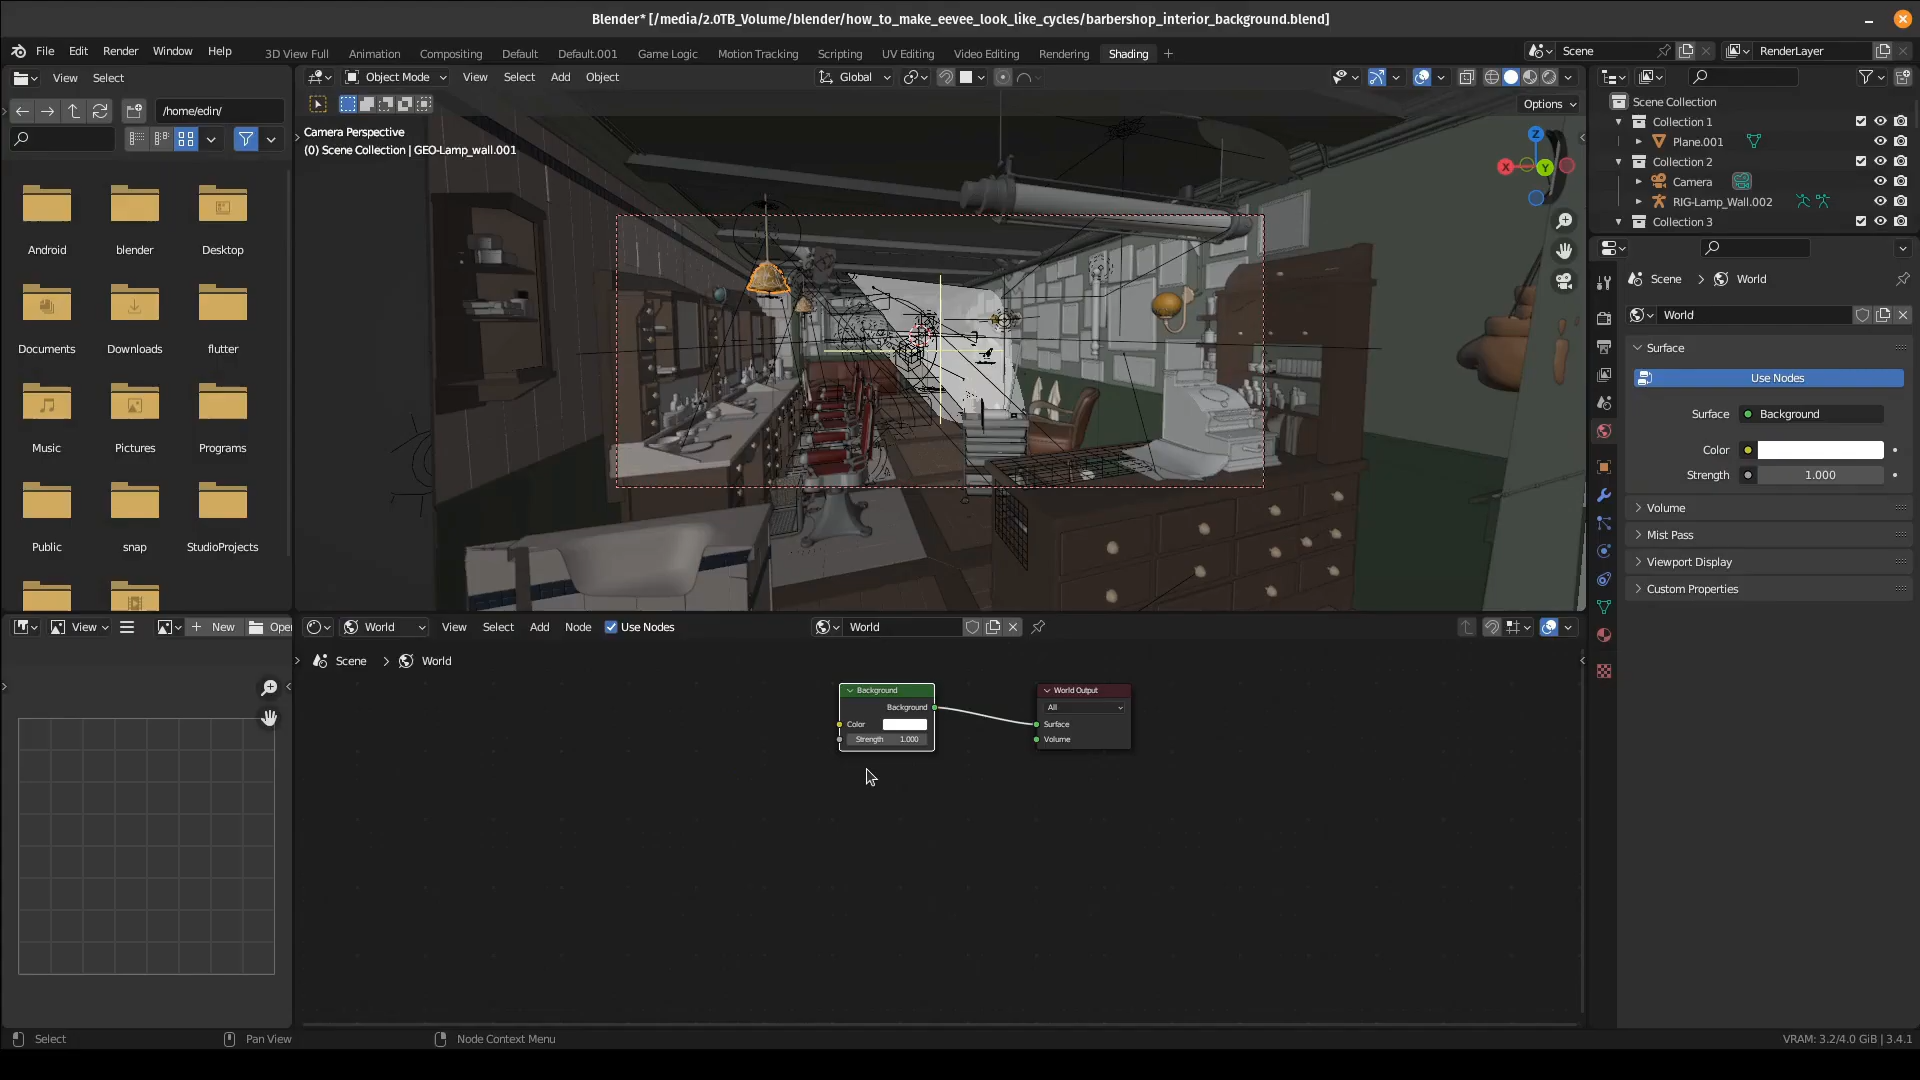 Blender* [/media/2.0TB_Volume/blender/how_to_make_eevee_look_like_cycles/barbershop_interior_background.blend]
File Edit Render Window Help
3D View Full Animation Compositing Default Default.001 Game Logic Motion Tracking Scripting UV Editing Video Editing Rendering Shading
Scene RenderLayer
View Select
Object Mode View Select Add Object Global
/home/edin/
Options
Camera Perspective
(0) Scene Collection | GEO-Lamp_wall.001
Z
X
Y
Scene Collection
Collection 1
Plane.001
Collection 2
Camera
RIG-Lamp_Wall.002
Collection 3
Android blender Desktop
Documents Downloads flutter
Music Pictures Programs
Public snap StudioProjects
Scene > World
World
Surface
Use Nodes
Surface Background
Color
Strength 1.000
Volume
Mist Pass
Viewport Display
Custom Properties
View New Open
World View Select Add Node Use Nodes World
Scene > World
Background
Background
Color
Strength 1.000
World Output
All
Surface
Volume
Select Pan View Node Context Menu VRAM: 3.2/4.0 GiB | 3.4.1